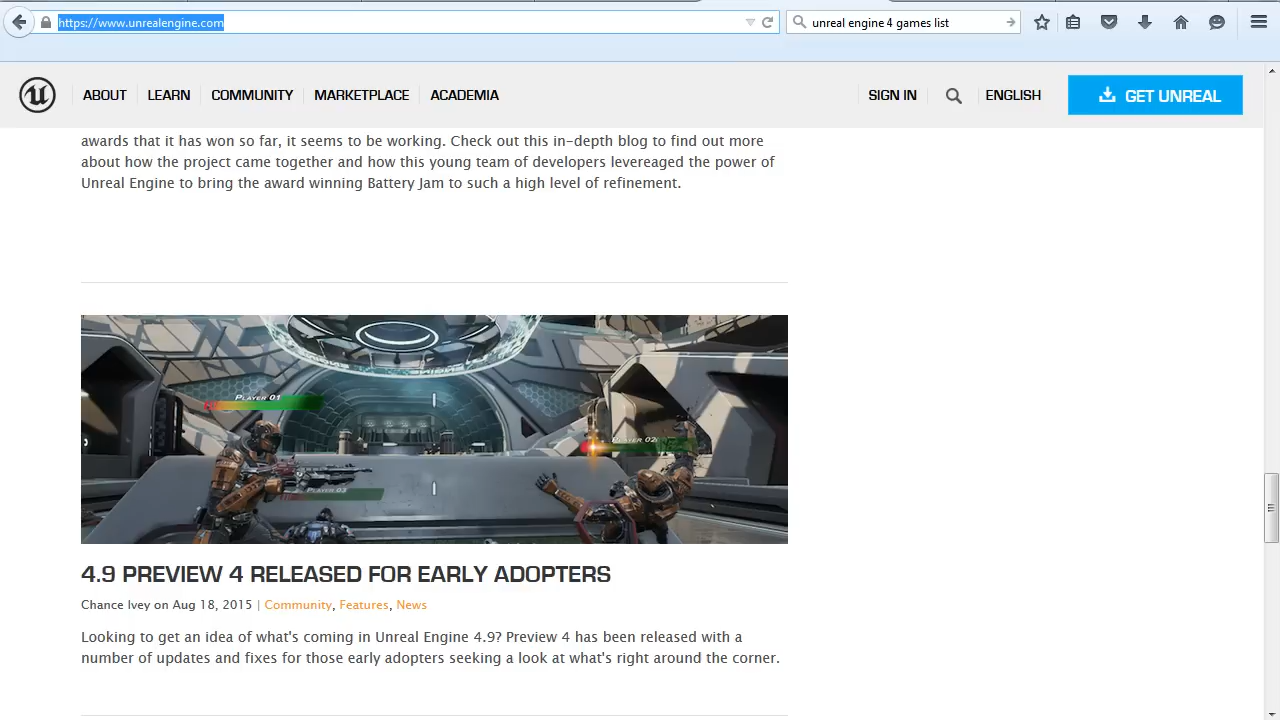 https://www.unrealengine.com
unreal engine 4 games list
ABOUT LEARN COMMUNITY MARKETPLACE ACADEMIA SIGN IN ENGLISH GET UNREAL
awards that it has won so far, it seems to be working. Check out this in-depth blog to find out more
about how the project came together and how this young team of developers levereaged the power of
Unreal Engine to bring the award winning Battery Jam to such a high level of refinement.
PLAYER 01
PLAYER 02
PLAYER 03
4.9 PREVIEW 4 RELEASED FOR EARLY ADOPTERS
Chance Ivey on Aug 18, 2015 | Community, Features, News
Looking to get an idea of what's coming in Unreal Engine 4.9? Preview 4 has been released with a
number of updates and fixes for those early adopters seeking a look at what's right around the corner.